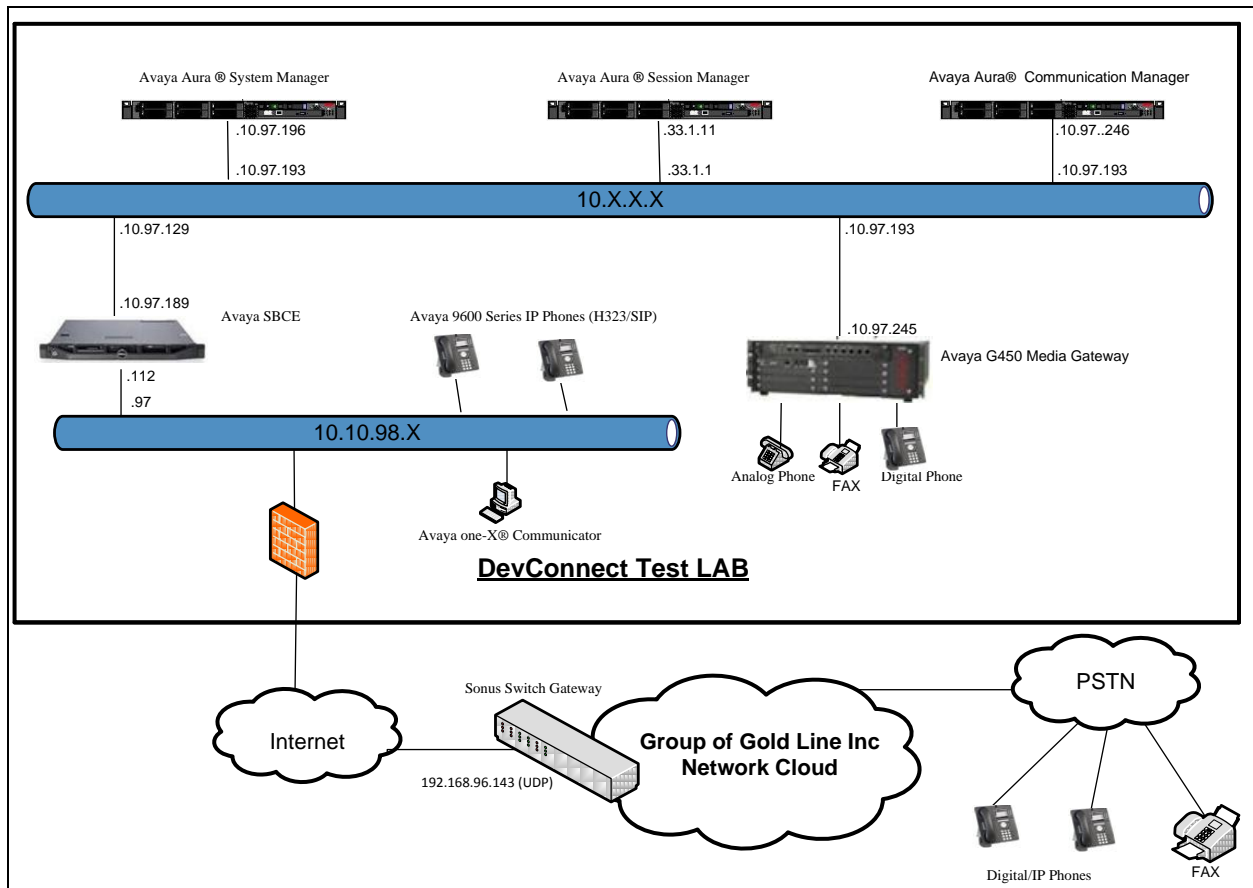 Avaya Aura ® System Manager
Avaya Aura ® Session Manager
Avaya Aura® Communication Manager
.10.97.196
.33.1.11
.10.97..246
.10.97.193
.33.1.1
.10.97.193
10.X.X.X
.10.97.129
.10.97.193
.10.97.189
Avaya SBCE
Avaya 9600 Series IP Phones (H323/SIP)
.10.97.245
Avaya G450 Media Gateway
.112
.97
10.10.98.X
Analog Phone
FAX
Digital Phone
Avaya one-X® Communicator
DevConnect Test LAB
Sonus Switch Gateway
PSTN
Internet
Group of Gold Line Inc
Network Cloud
192.168.96.143 (UDP)
Digital/IP Phones
FAX